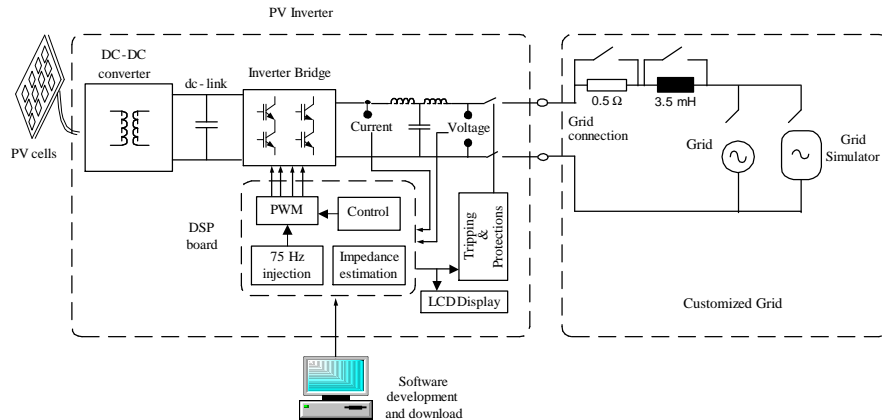 PV Inverter
DC-DC
converter
dc-link
Inverter Bridge
Current
Voltage
PV cells
Grid
connection
0.5 Ω
3.5 mH
Grid
Grid
Simulator
DSP
board
PWM
Control
75 Hz
injection
Impedance
estimation
Tripping
&
Protections
LCD Display
Customized Grid
Software
development
and download